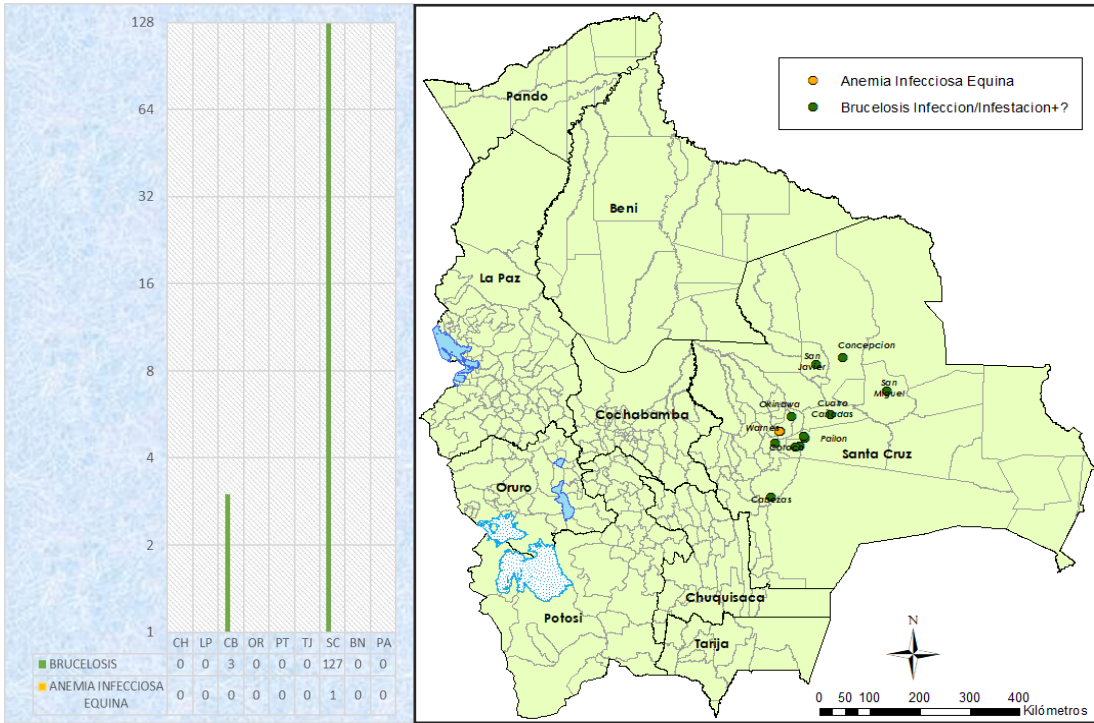 128
64
32
16
8
4
2
1
CH LP CB OR PT TJ SC BN PA
BRUCELOSIS 0 0 3 0 0 0 127 0 0
ANEMIA INFECCIOSA
EQUINA 0 0 0 0 0 0 1 0 0
Anemia Infecciosa Equina
Brucelosis Infeccion/Infestacion+?
Pando
Beni
La Paz
Concepcion
San
Javier
San
Miguel
Okinawa
Cuatro
Cañadas
Cochabamba
Warnes
Pailon
Santa Cruz
Oruro
Cabezas
Chuquisaca
Potosi
Tarija
N
0 50 100 200 300 400
Kilómetros